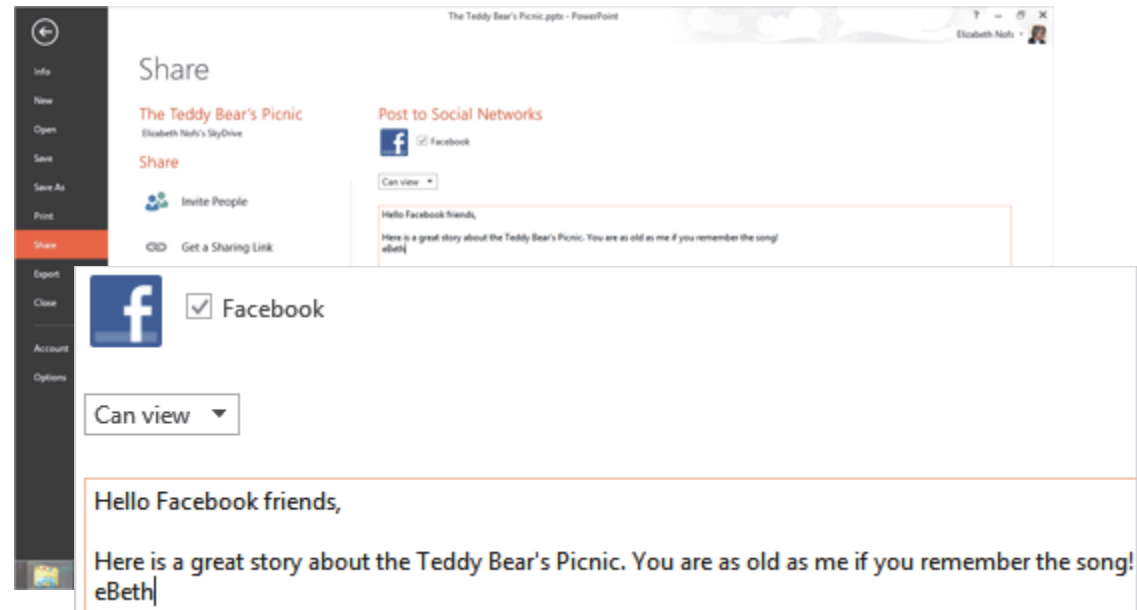 The Teddy Bear's Picnic.pptx - PowerPoint
? – X
Elizabeth Nofs
Info
New
Open
Save
Save As
Print
Share
Export
Close
Account
Options
Share
The Teddy Bear's Picnic
Elizabeth Nofs's SkyDrive
Share
Invite People
Get a Sharing Link
Post to Social Networks
f Facebook
Can view
Hello Facebook friends,
Here is a great story about the Teddy Bear's Picnic. You are as old as me if you remember the song!
eBeth
f Facebook
Can view
Hello Facebook friends,
Here is a great story about the Teddy Bear's Picnic. You are as old as me if you remember the song!
eBeth